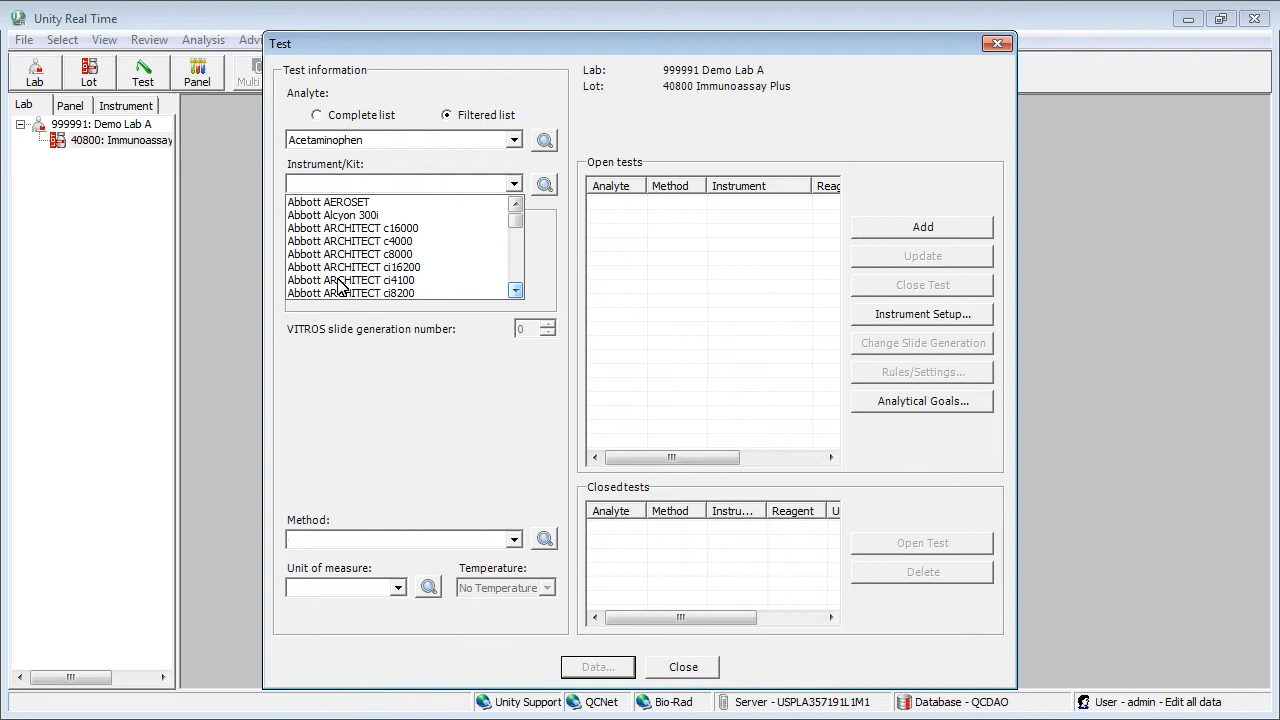 Unity Real Time
File Select View Review Analysis
Lab Lot Test Panel
Lab Panel Instrument
999991: Demo Lab A
40800: Immunoassay
Test
Test information
Analyte:
Complete list Filtered list
Acetaminophen
Instrument/Kit:
Abbott AEROSET
Abbott Alcyon 300i
Abbott ARCHITECT c16000
Abbott ARCHITECT c4000
Abbott ARCHITECT c8000
Abbott ARCHITECT ci16200
Abbott ARCHITECT ci4100
Abbott ARCHITECT ci8200
VITROS slide generation number: 0
Method:
Unit of measure: Temperature:
No Temperature
Lab: 999991 Demo Lab A
Lot: 40800 Immunoassay Plus
Open tests
Analyte Method Instrument
Add
Update
Close Test
Instrument Setup...
Change Slide Generation
Rules/Settings...
Analytical Goals...
Closed tests
Analyte Method Instru... Reagent U
Open Test
Delete
Data... Close
Unity Support QCNet Bio-Rad Server - USPLA357191L1M1 Database - QCDAO User - admin - Edit all data